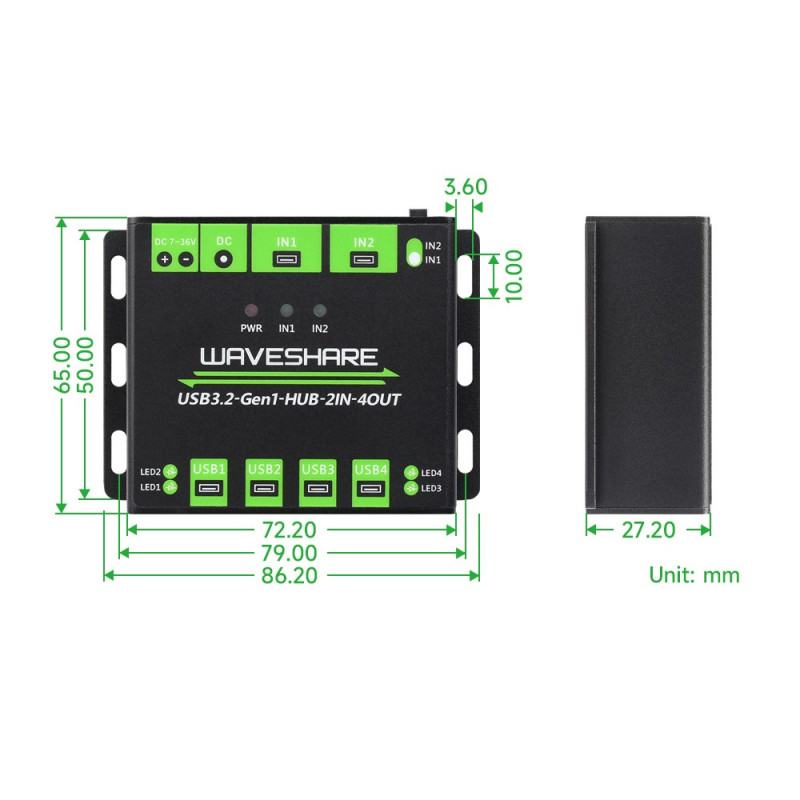 3.60
DC 7-36V
DC
IN1
IN2
IN2
IN1
10.00
PWR
IN1
IN2
65.00
50.00
WAVESHARE
USB3.2-Gen1-HUB-2IN-4OUT
LED2
LED1
USB1
USB2
USB3
USB4
LED4
LED3
72.20
79.00
86.20
27.20
Unit: mm